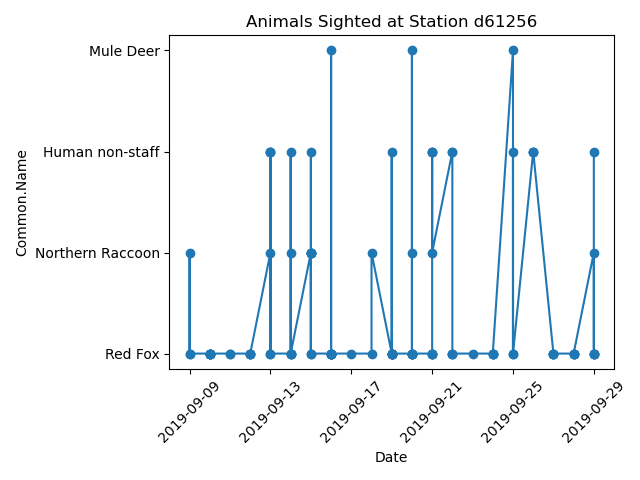 Animals Sighted at Station d61256
Mule Deer
Human non-staff
Northern Raccoon
Red Fox
Common.Name
2019-09-09
2019-09-13
2019-09-17
2019-09-21
2019-09-25
2019-09-29
Date